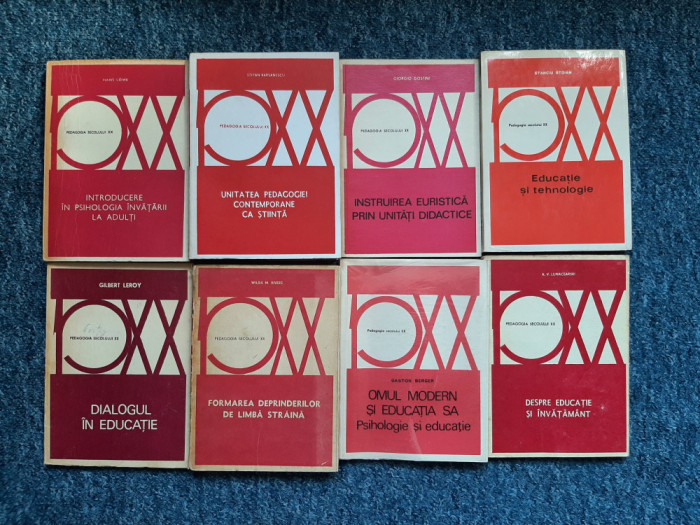 HANS LÖWE
PEDAGOGIA SECOLULUI XX
INTRODUCERE
ÎN PSIHOLOGIA ÎNVĂȚĂRII
LA ADULȚI
PEDAGOGIA SECOLULUI XX
UNITATEA PEDAGOGIEI
CONTEMPORANE
CA ȘTIINȚĂ
PEDAGOGIA SECOLULUI XX
INSTRUIREA EURISTICĂ
PRIN UNITĂȚI DIDACTICE
Pedagogia secolului XX
Educație
și tehnologie
GILBERT LEROY
PEDAGOGIA SECOLULUI XX
DIALOGUL
ÎN EDUCAȚIE
WILGA M. RIVERS
PEDAGOGIA SECOLULUI XX
FORMAREA DEPRINDERILOR
DE LIMBĂ STRĂINĂ
Pedagogia secolului XX
GASTON BERGER
OMUL MODERN
ȘI EDUCAȚIA SA
Psihologie și educație
A. V. LUNACEARSKI
PEDAGOGIA SECOLULUI XX
DESPRE EDUCAȚIE
ȘI ÎNVĂȚĂMÂNT